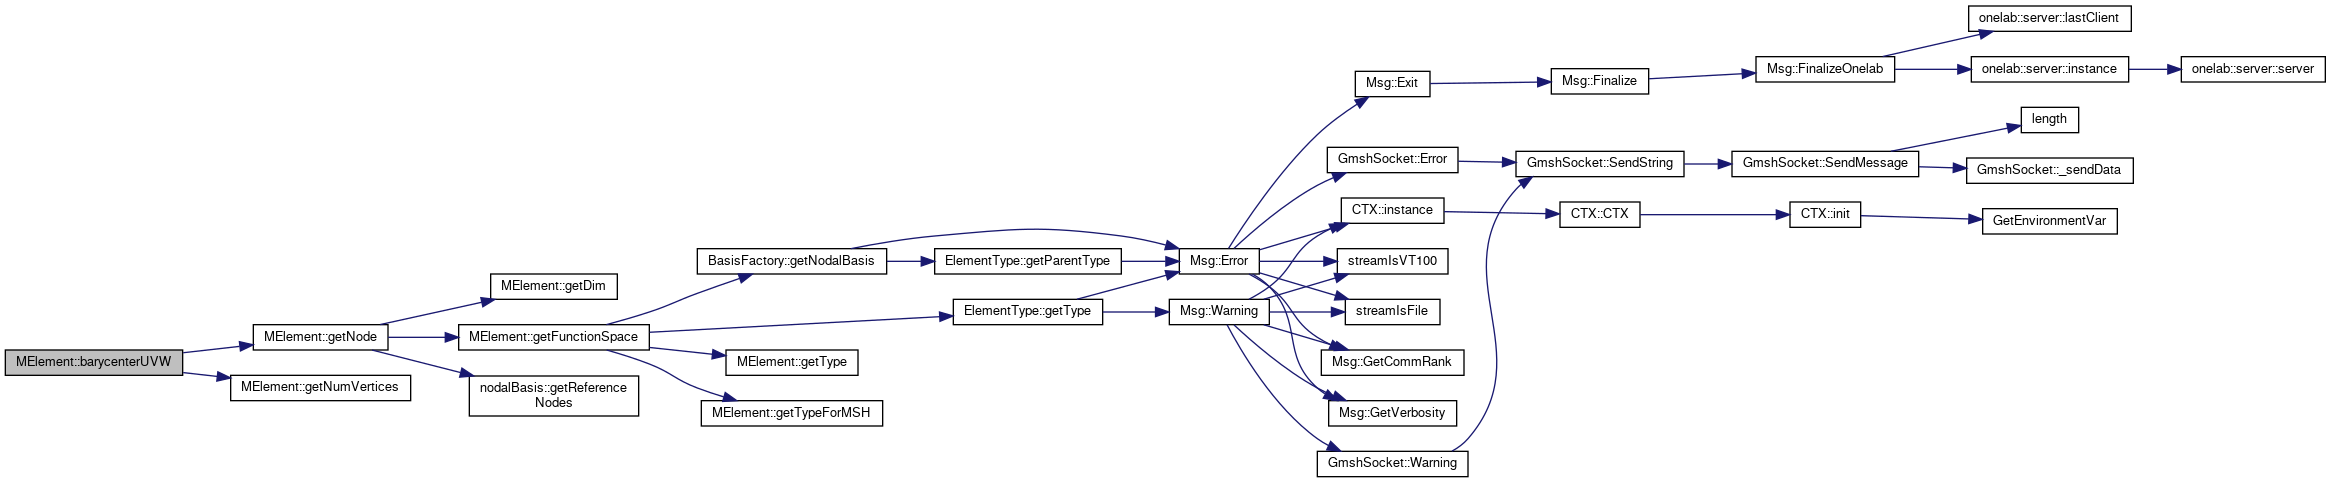 MElement::barycenterUVW
MElement::getNode
MElement::getNumVertices
MElement::getDim
MElement::getFunctionSpace
nodalBasis::getReference
Nodes
BasisFactory::getNodalBasis
ElementType::getType
MElement::getType
MElement::getTypeForMSH
ElementType::getParentType
Msg::Error
Msg::Warning
Msg::Exit
GmshSocket::Error
CTX::instance
streamIsVT100
streamIsFile
Msg::GetCommRank
Msg::GetVerbosity
GmshSocket::Warning
Msg::Finalize
GmshSocket::SendString
CTX::CTX
Msg::FinalizeOnelab
GmshSocket::SendMessage
CTX::init
onelab::server::lastClient
onelab::server::instance
onelab::server::server
length
GmshSocket::_sendData
GetEnvironmentVar